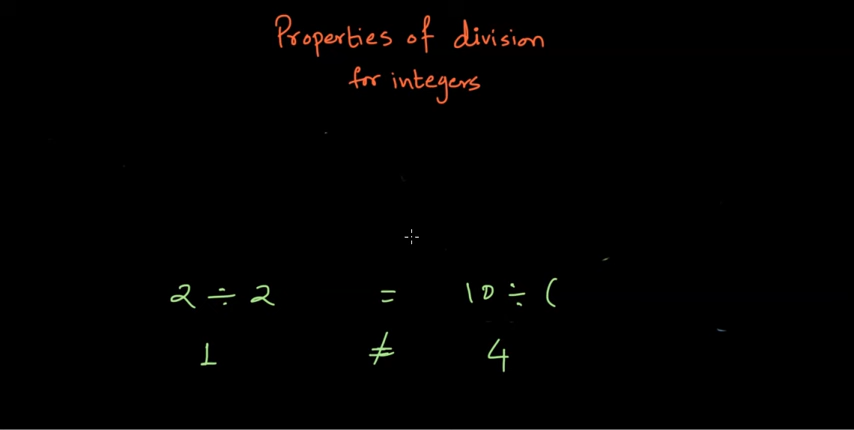 Properties of division
for integers
2 ÷ 2 = 10 ÷ (
1 ≠ 4